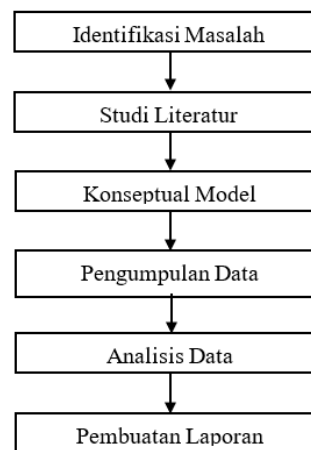 Identifikasi Masalah
Studi Literatur
Konseptual Model
Pengumpulan Data
Analisis Data
Pembuatan Laporan